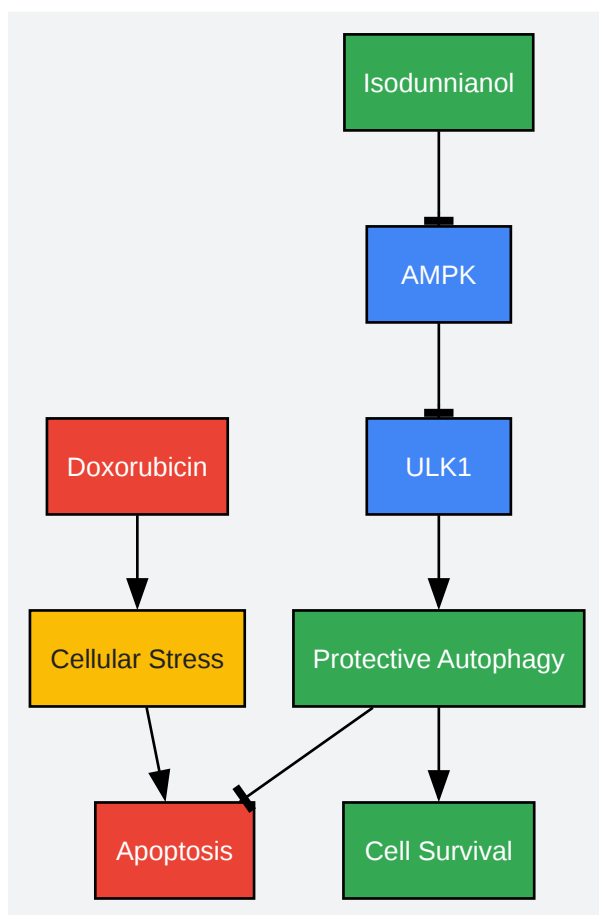 Isodunnianol
AMPK
Doxorubicin
ULK1
Cellular Stress
Protective Autophagy
Apoptosis
Cell Survival